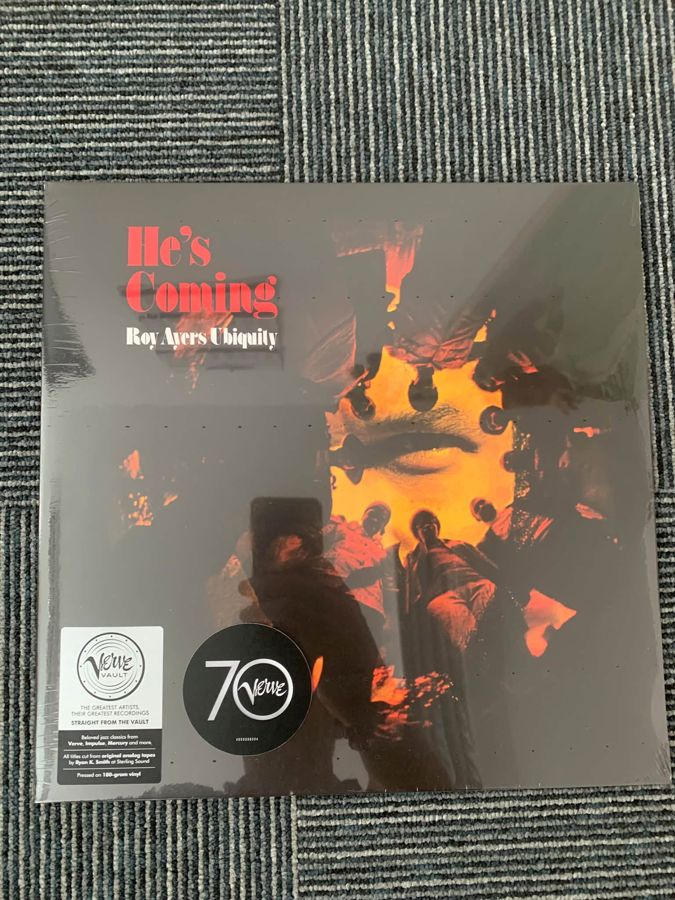 He's
Coming
Roy Ayers Ubiquity
Verve
VAULT
THE GREATEST ARTISTS,
THEIR GREATEST RECORDINGS
STRAIGHT FROM THE VAULT
Beloved jazz classics from
Verve, Impulse, Mercury and more,
All titles cut from original analog tapes
by Ryan K. Smith at Sterling Sound
Pressed on 180-gram vinyl
70 Verve